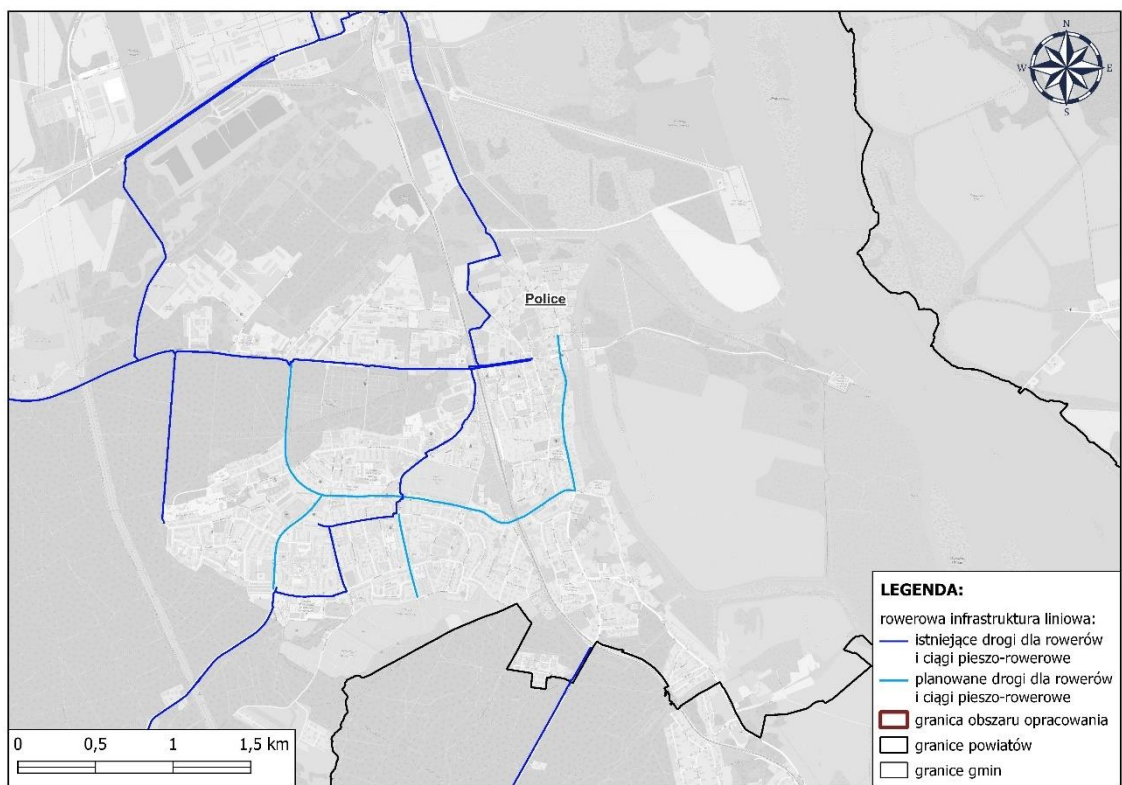 N
W
E
S
Police
LEGENDA:
rowerowa infrastruktura liniowa:
istniejące drogi dla rowerów
i ciągi pieszo-rowerowe
planowane drogi dla rowerów
i ciągi pieszo-rowerowe
granica obszaru opracowania
granice powiatów
granice gmin
0 0,5 1 1,5 km